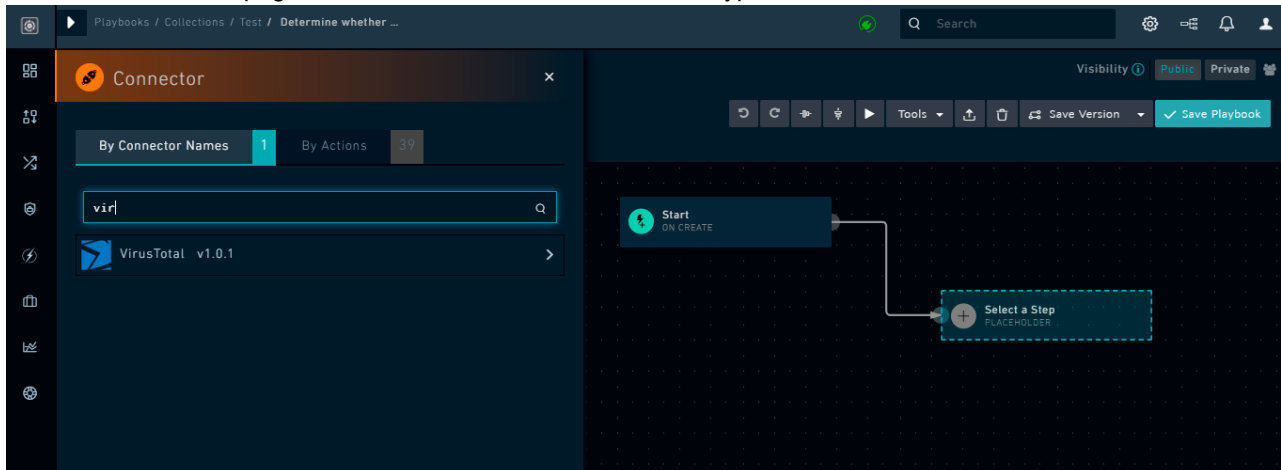 Playbooks / Collections / Test / Determine whether ...
Search
Connector
×
Visibility
Public
Private
Tools
Save Version
Save Playbook
By Connector Names 1
By Actions 39
vir
VirusTotal v1.0.1
Start
ON CREATE
Select a Step
PLACEHOLDER